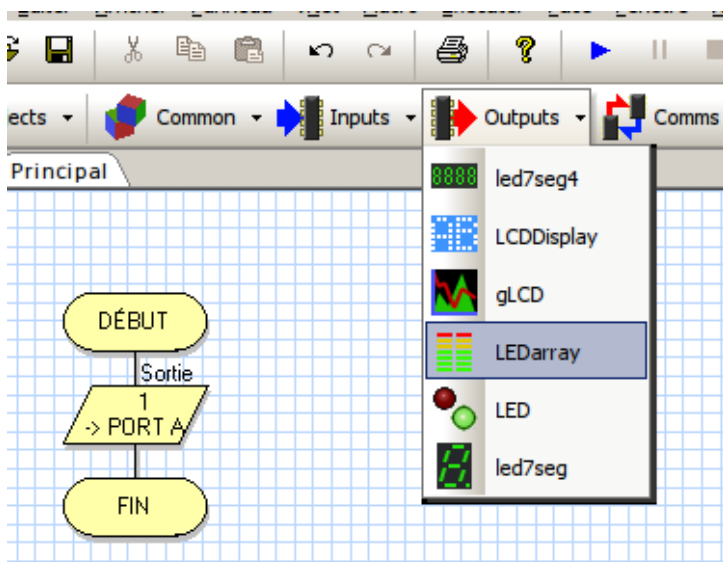 ects
Common
Inputs
Outputs
Comms
Principal
8888
led7seg4
LCDDisplay
gLCD
LEDarray
LED
led7seg
DÉBUT
Sortie
1
-> PORT A
FIN